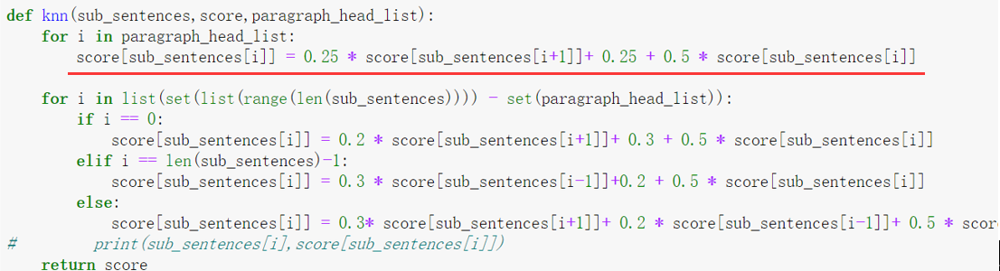 def knn(sub_sentences,score,paragraph_head_list):
    for i in paragraph_head_list:
        score[sub_sentences[i]] = 0.25 * score[sub_sentences[i+1]]+ 0.25 + 0.5 * score[sub_sentences[i]]
    for i in list(set(list(range(len(sub_sentences)))) - set(paragraph_head_list)):
        if i == 0:
            score[sub_sentences[i]] = 0.2 * score[sub_sentences[i+1]]+ 0.3 + 0.5 * score[sub_sentences[i]]
        elif i == len(sub_sentences)-1:
            score[sub_sentences[i]] = 0.3 * score[sub_sentences[i-1]]+0.2 + 0.5 * score[sub_sentences[i]]
        else:
            score[sub_sentences[i]] = 0.3* score[sub_sentences[i+1]]+ 0.2 * score[sub_sentences[i-1]]+ 0.5 * scor
#         print(sub_sentences[i],score[sub_sentences[i]])
    return score